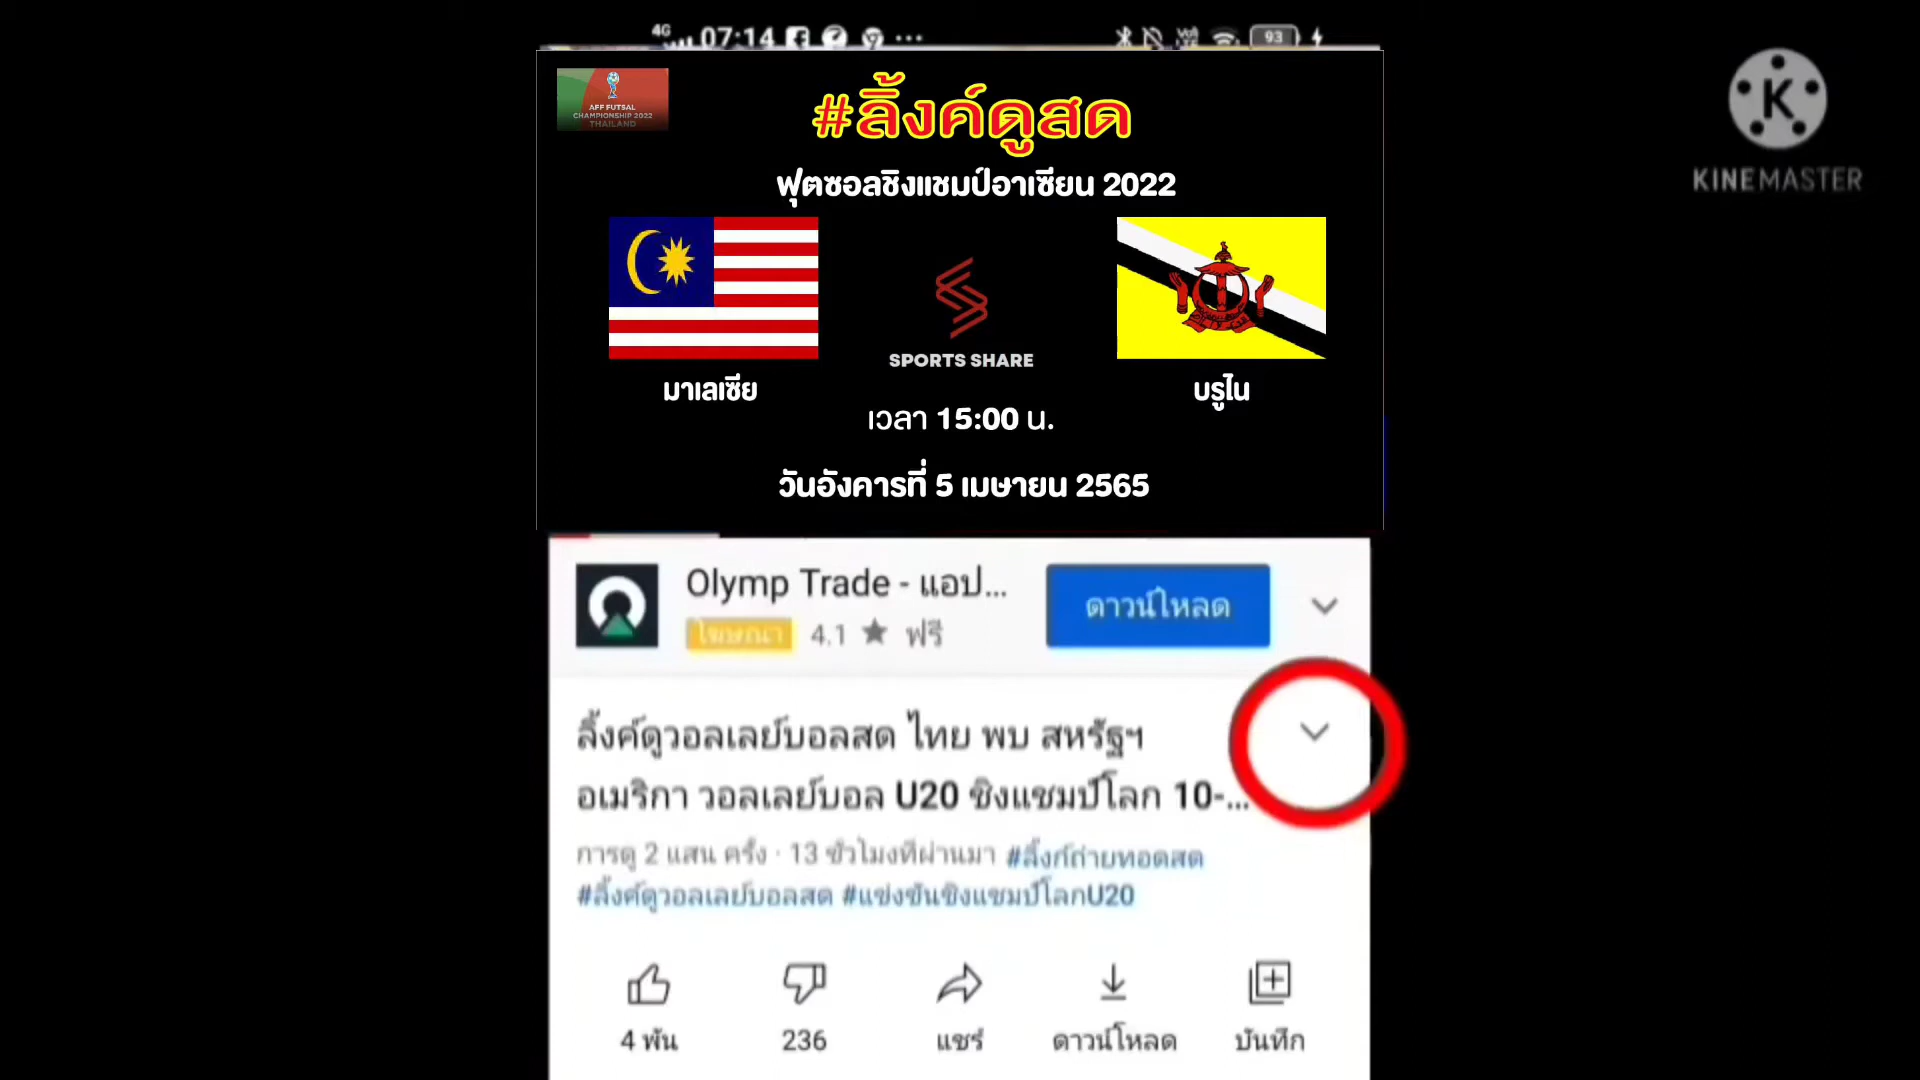 4G 07:14
93
AFF FUTSAL
CHAMPIONSHIP 2022
THAILAND
#ลิ้งค์ดูสด
ฟุตซอลชิงแชมป์อาเซียน 2022
SPORTS SHARE
มาเลเซีย
บรูไน
เวลา 15:00 น.
วันอังคารที่ 5 เมษายน 2565
K
KINEMASTER
Olymp Trade - แอป...
ดาวน์โหลด
โฆษณา 4.1 ★ ฟรี
ลิ้งค์ดูวอลเลย์บอลสด ไทย พบ สหรัฐฯ
อเมริกา วอลเลย์บอล U20 ชิงแชมป์โลก 10-...
การดู 2 แสน ครั้ง · 13 ชั่วโมงที่ผ่านมา #ลิ้งก์ถ่ายทอดสด
#ลิ้งค์ดูวอลเลย์บอลสด #แข่งขันชิงแชมป์โลกU20
4 พัน
236
แชร์
ดาวน์โหลด
บันทึก